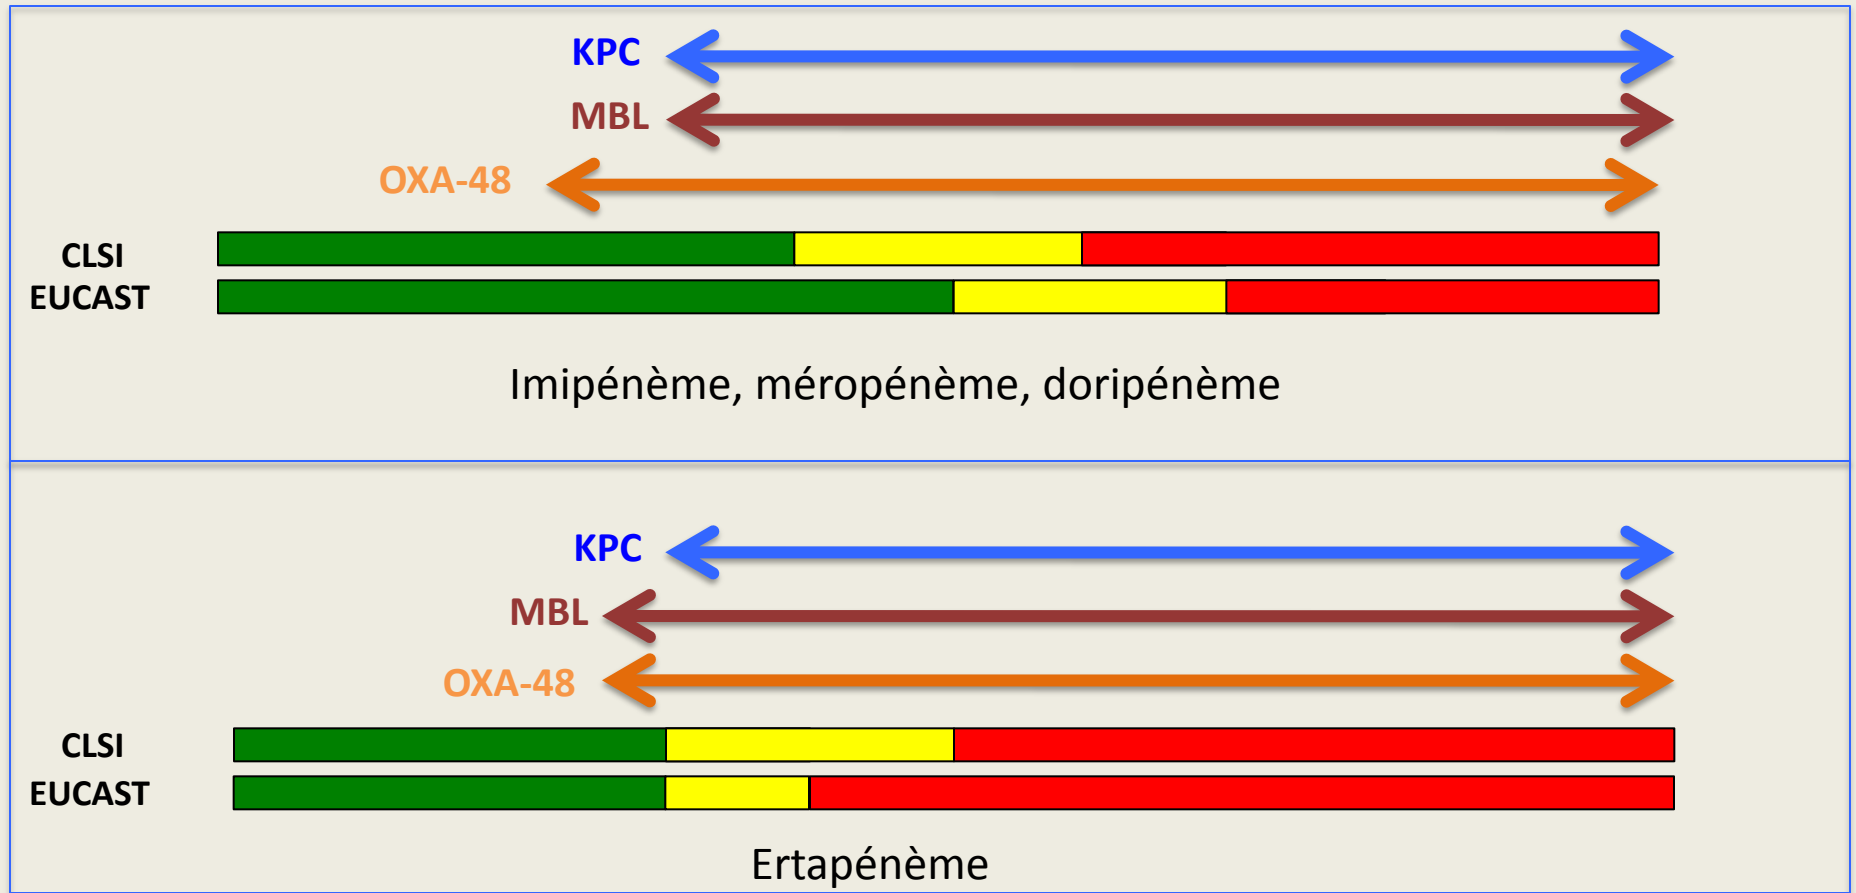 KPC
MBL
OXA-48
CLSI
EUCAST
Imipénème, méropénème, doripénème
KPC
MBL
OXA-48
CLSI
EUCAST
Ertapénème